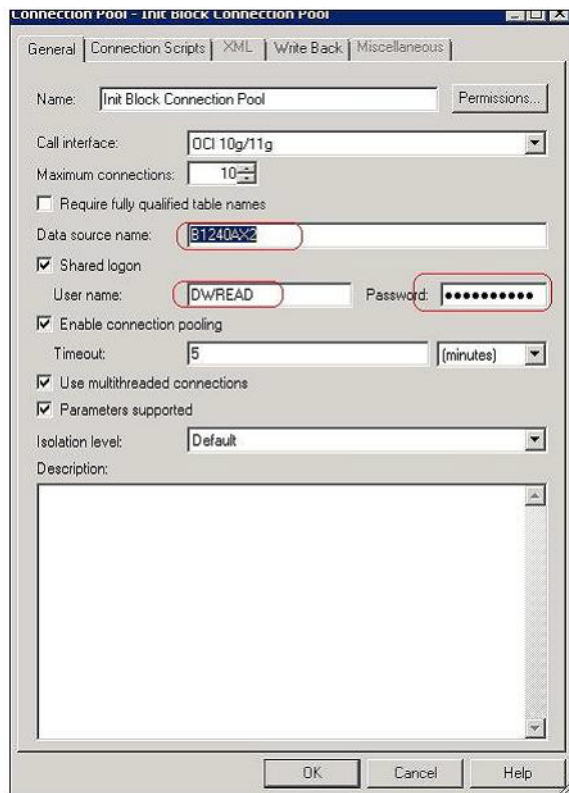 Connection Pool - Init Block Connection Pool
General Connection Scripts XML Write Back Miscellaneous
Name: Init Block Connection Pool Permissions...
Call interface: OCI 10g/11g
Maximum connections: 10
Require fully qualified table names
Data source name: B1240AX2
Shared logon
User name: DWREAD Password: ●●●●●●●●●●
Enable connection pooling
Timeout: 5 (minutes)
Use multithreaded connections
Parameters supported
Isolation level: Default
Description:
OK Cancel Help